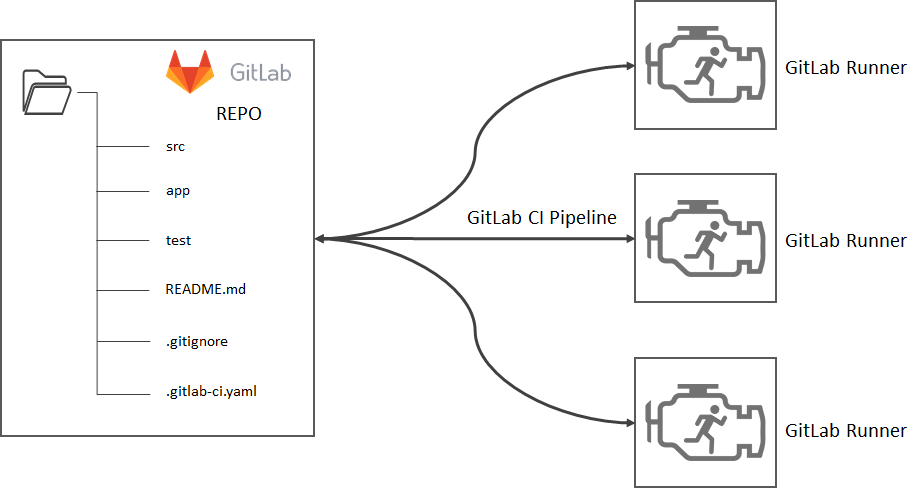 GitLab
REPO
src
app
test
README.md
.gitignore
.gitlab-ci.yaml
GitLab CI Pipeline
GitLab Runner
GitLab Runner
GitLab Runner